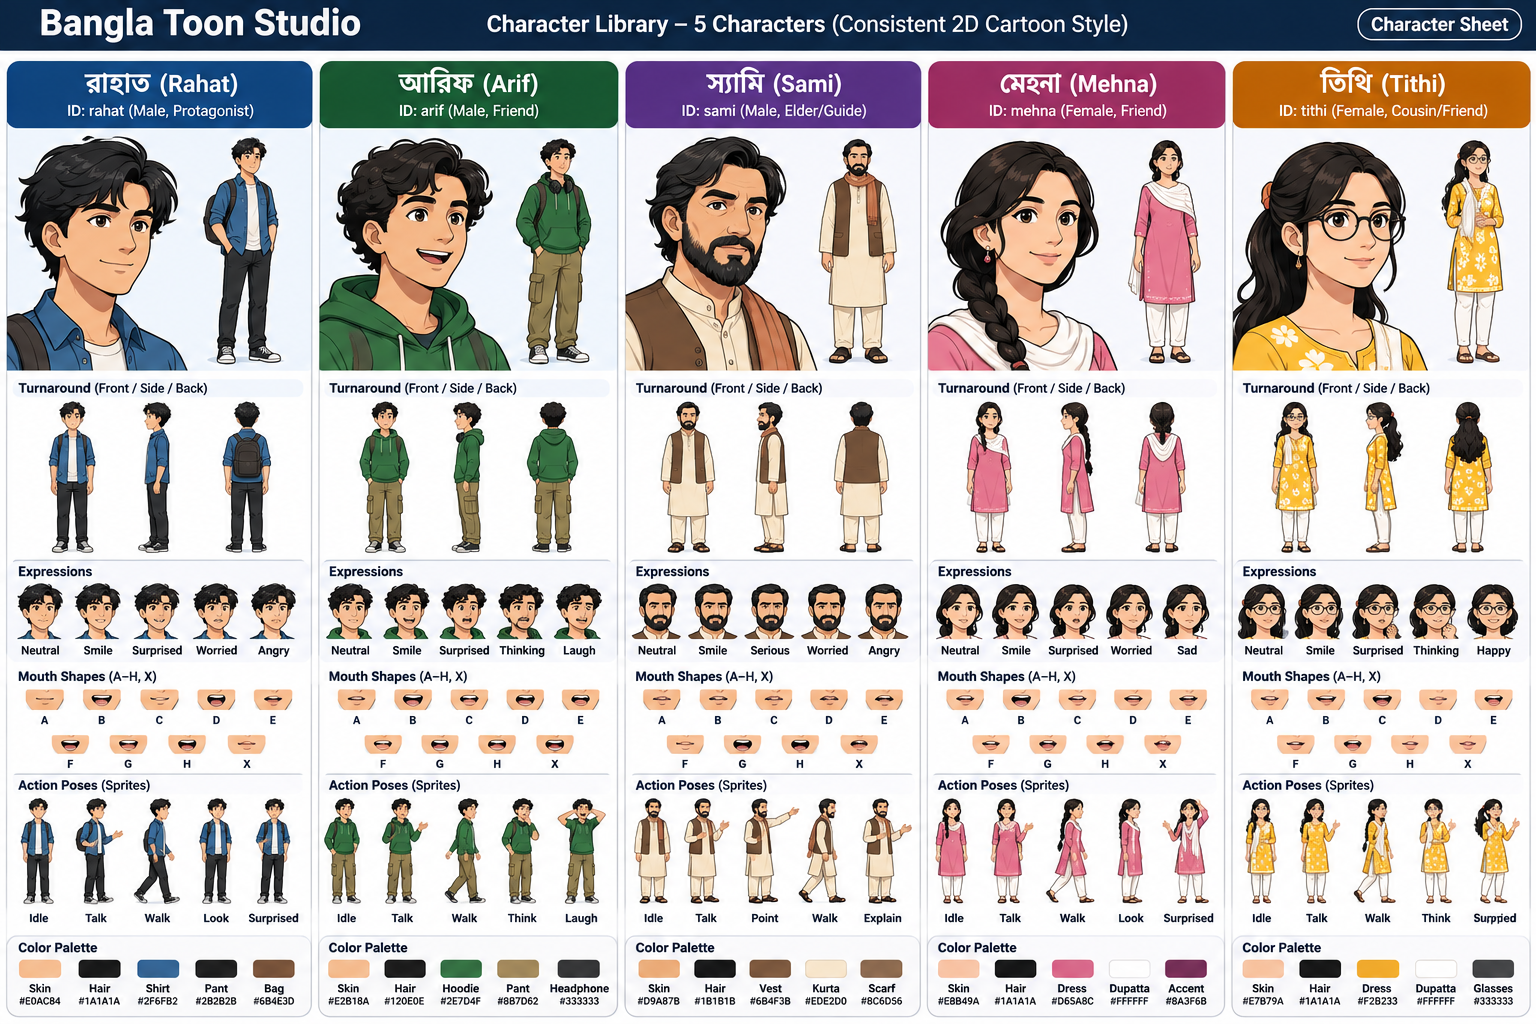 Bangla Toon Studio
Character Library – 5 Characters (Consistent 2D Cartoon Style)
Character Sheet
রাহাত (Rahat)
ID: rahat (Male, Protagonist)
Turnaround (Front / Side / Back)
Expressions
Neutral Smile Surprised Worried Angry
Mouth Shapes (A–H, X)
A B C D E
F G H X
Action Poses (Sprites)
Idle Talk Walk Look Surprised
Color Palette
Skin Hair Shirt Pant Bag
#E0AC84 #1A1A1A #2F6FB2 #2B2B2B #6B4E3D
আরিফ (Arif)
ID: arif (Male, Friend)
Turnaround (Front / Side / Back)
Expressions
Neutral Smile Surprised Thinking Laugh
Mouth Shapes (A–H, X)
A B C D E
F G H X
Action Poses (Sprites)
Idle Talk Walk Think Laugh
Color Palette
Skin Hair Hoodie Pant Headphone
#E2B18A #120E0E #2E7D4F #8B7D62 #333333
স্যামি (Sami)
ID: sami (Male, Elder/Guide)
Turnaround (Front / Side / Back)
Expressions
Neutral Smile Serious Worried Angry
Mouth Shapes (A–H, X)
A B C D E
F G H X
Action Poses (Sprites)
Idle Talk Point Walk Explain
Color Palette
Skin Hair Vest Kurta Scarf
#D9A87B #1B1B1B #6B4F3B #EDE2D0 #8C6D56
মেহনা (Mehna)
ID: mehna (Female, Friend)
Turnaround (Front / Side / Back)
Expressions
Neutral Smile Surprised Worried Sad
Mouth Shapes (A–H, X)
A B C D E
F G H X
Action Poses (Sprites)
Idle Talk Walk Look Surprised
Color Palette
Skin Hair Dress Dupatta Accent
#E8B49A #1A1A1A #D65A8C #FFFFFF #8A3F6B
তিথি (Tithi)
ID: tithi (Female, Cousin/Friend)
Turnaround (Front / Side / Back)
Expressions
Neutral Smile Surprised Thinking Happy
Mouth Shapes (A–H, X)
A B C D E
F G H X
Action Poses (Sprites)
Idle Talk Walk Think
Color Palette
Skin Hair Dress Dupatta Glasses
#E7B79A #1A1A1A #F2B233 #FFFFFF #333333